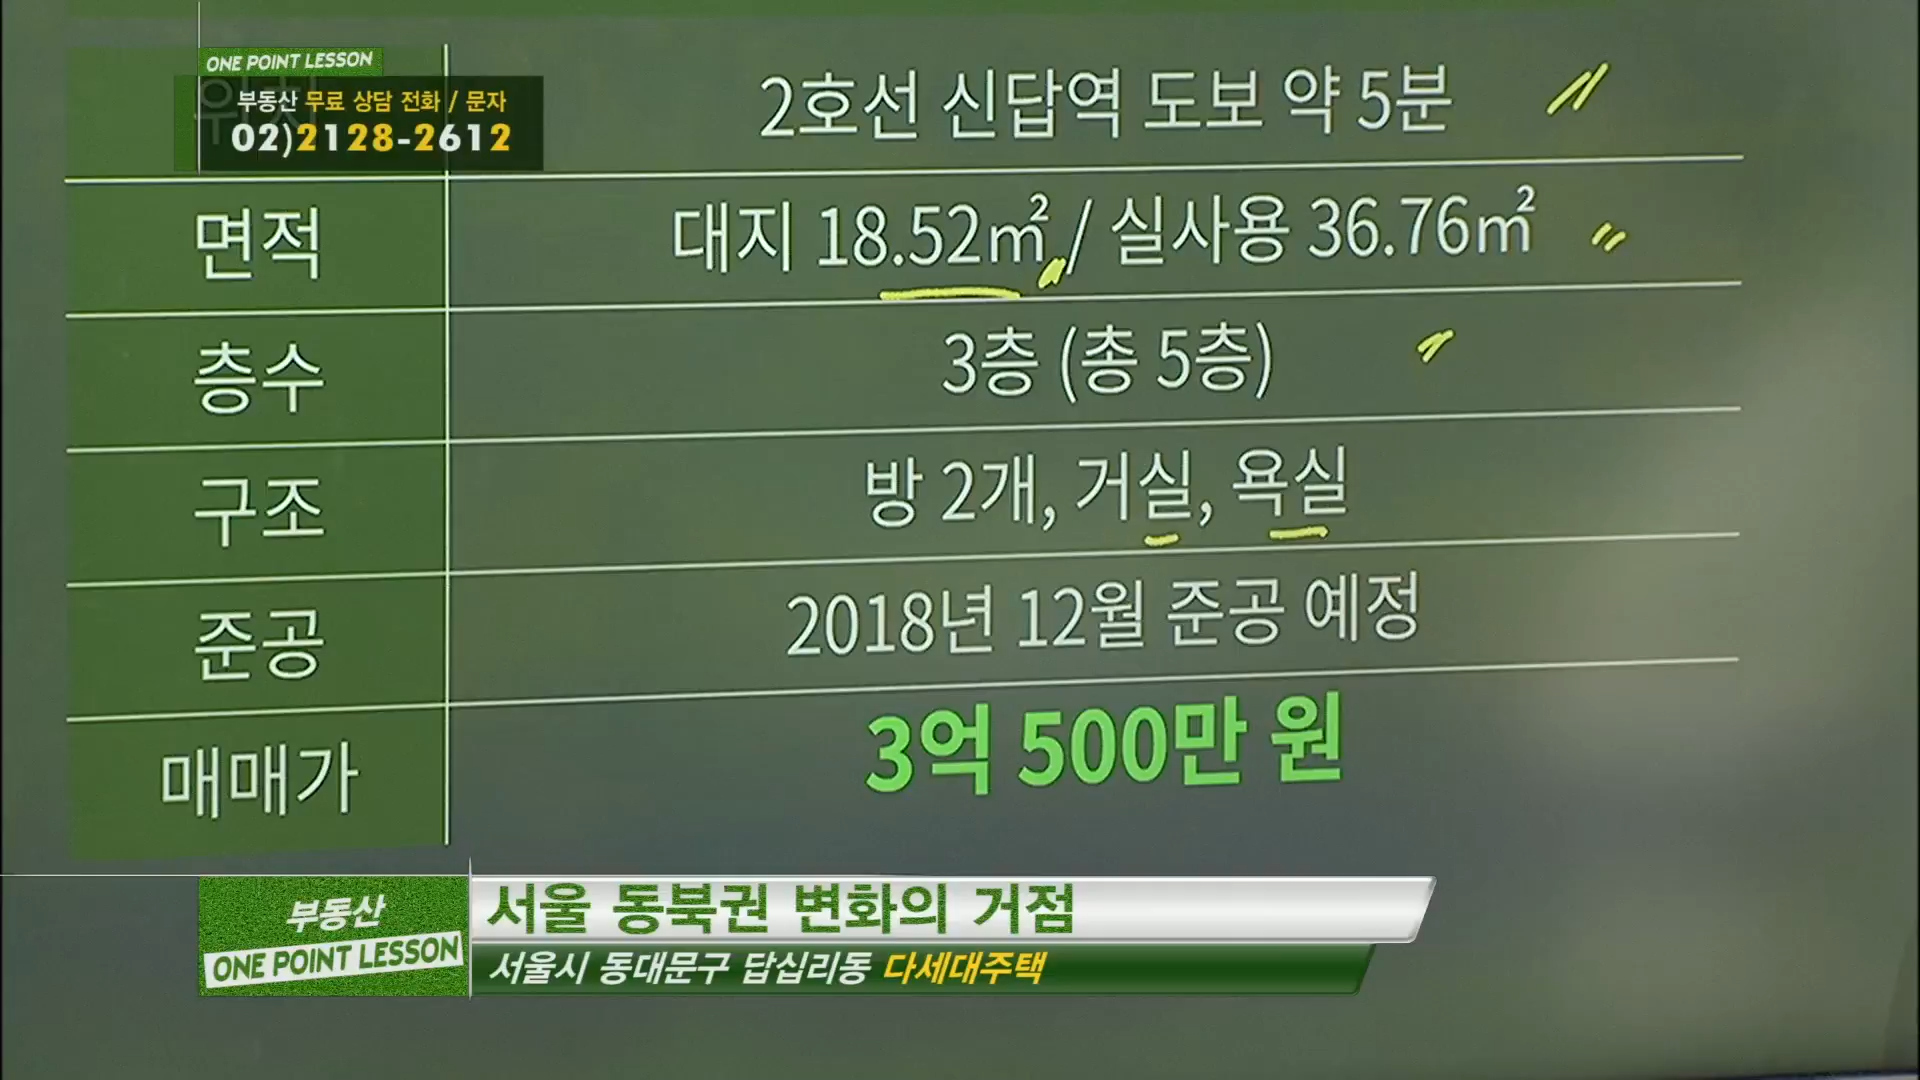 ONE POINT LESSON
부동산 무료 상담 전화 / 문자
02)2128-2612
2호선 신답역 도보 약 5분
면적 대지 18.52㎡ / 실사용 36.76㎡
층수 3층 (총 5층)
구조 방 2개, 거실, 욕실
준공 2018년 12월 준공 예정
매매가 3억 500만 원
부동산
ONE POINT LESSON
서울 동북권 변화의 거점
서울시 동대문구 답십리동 다세대주택